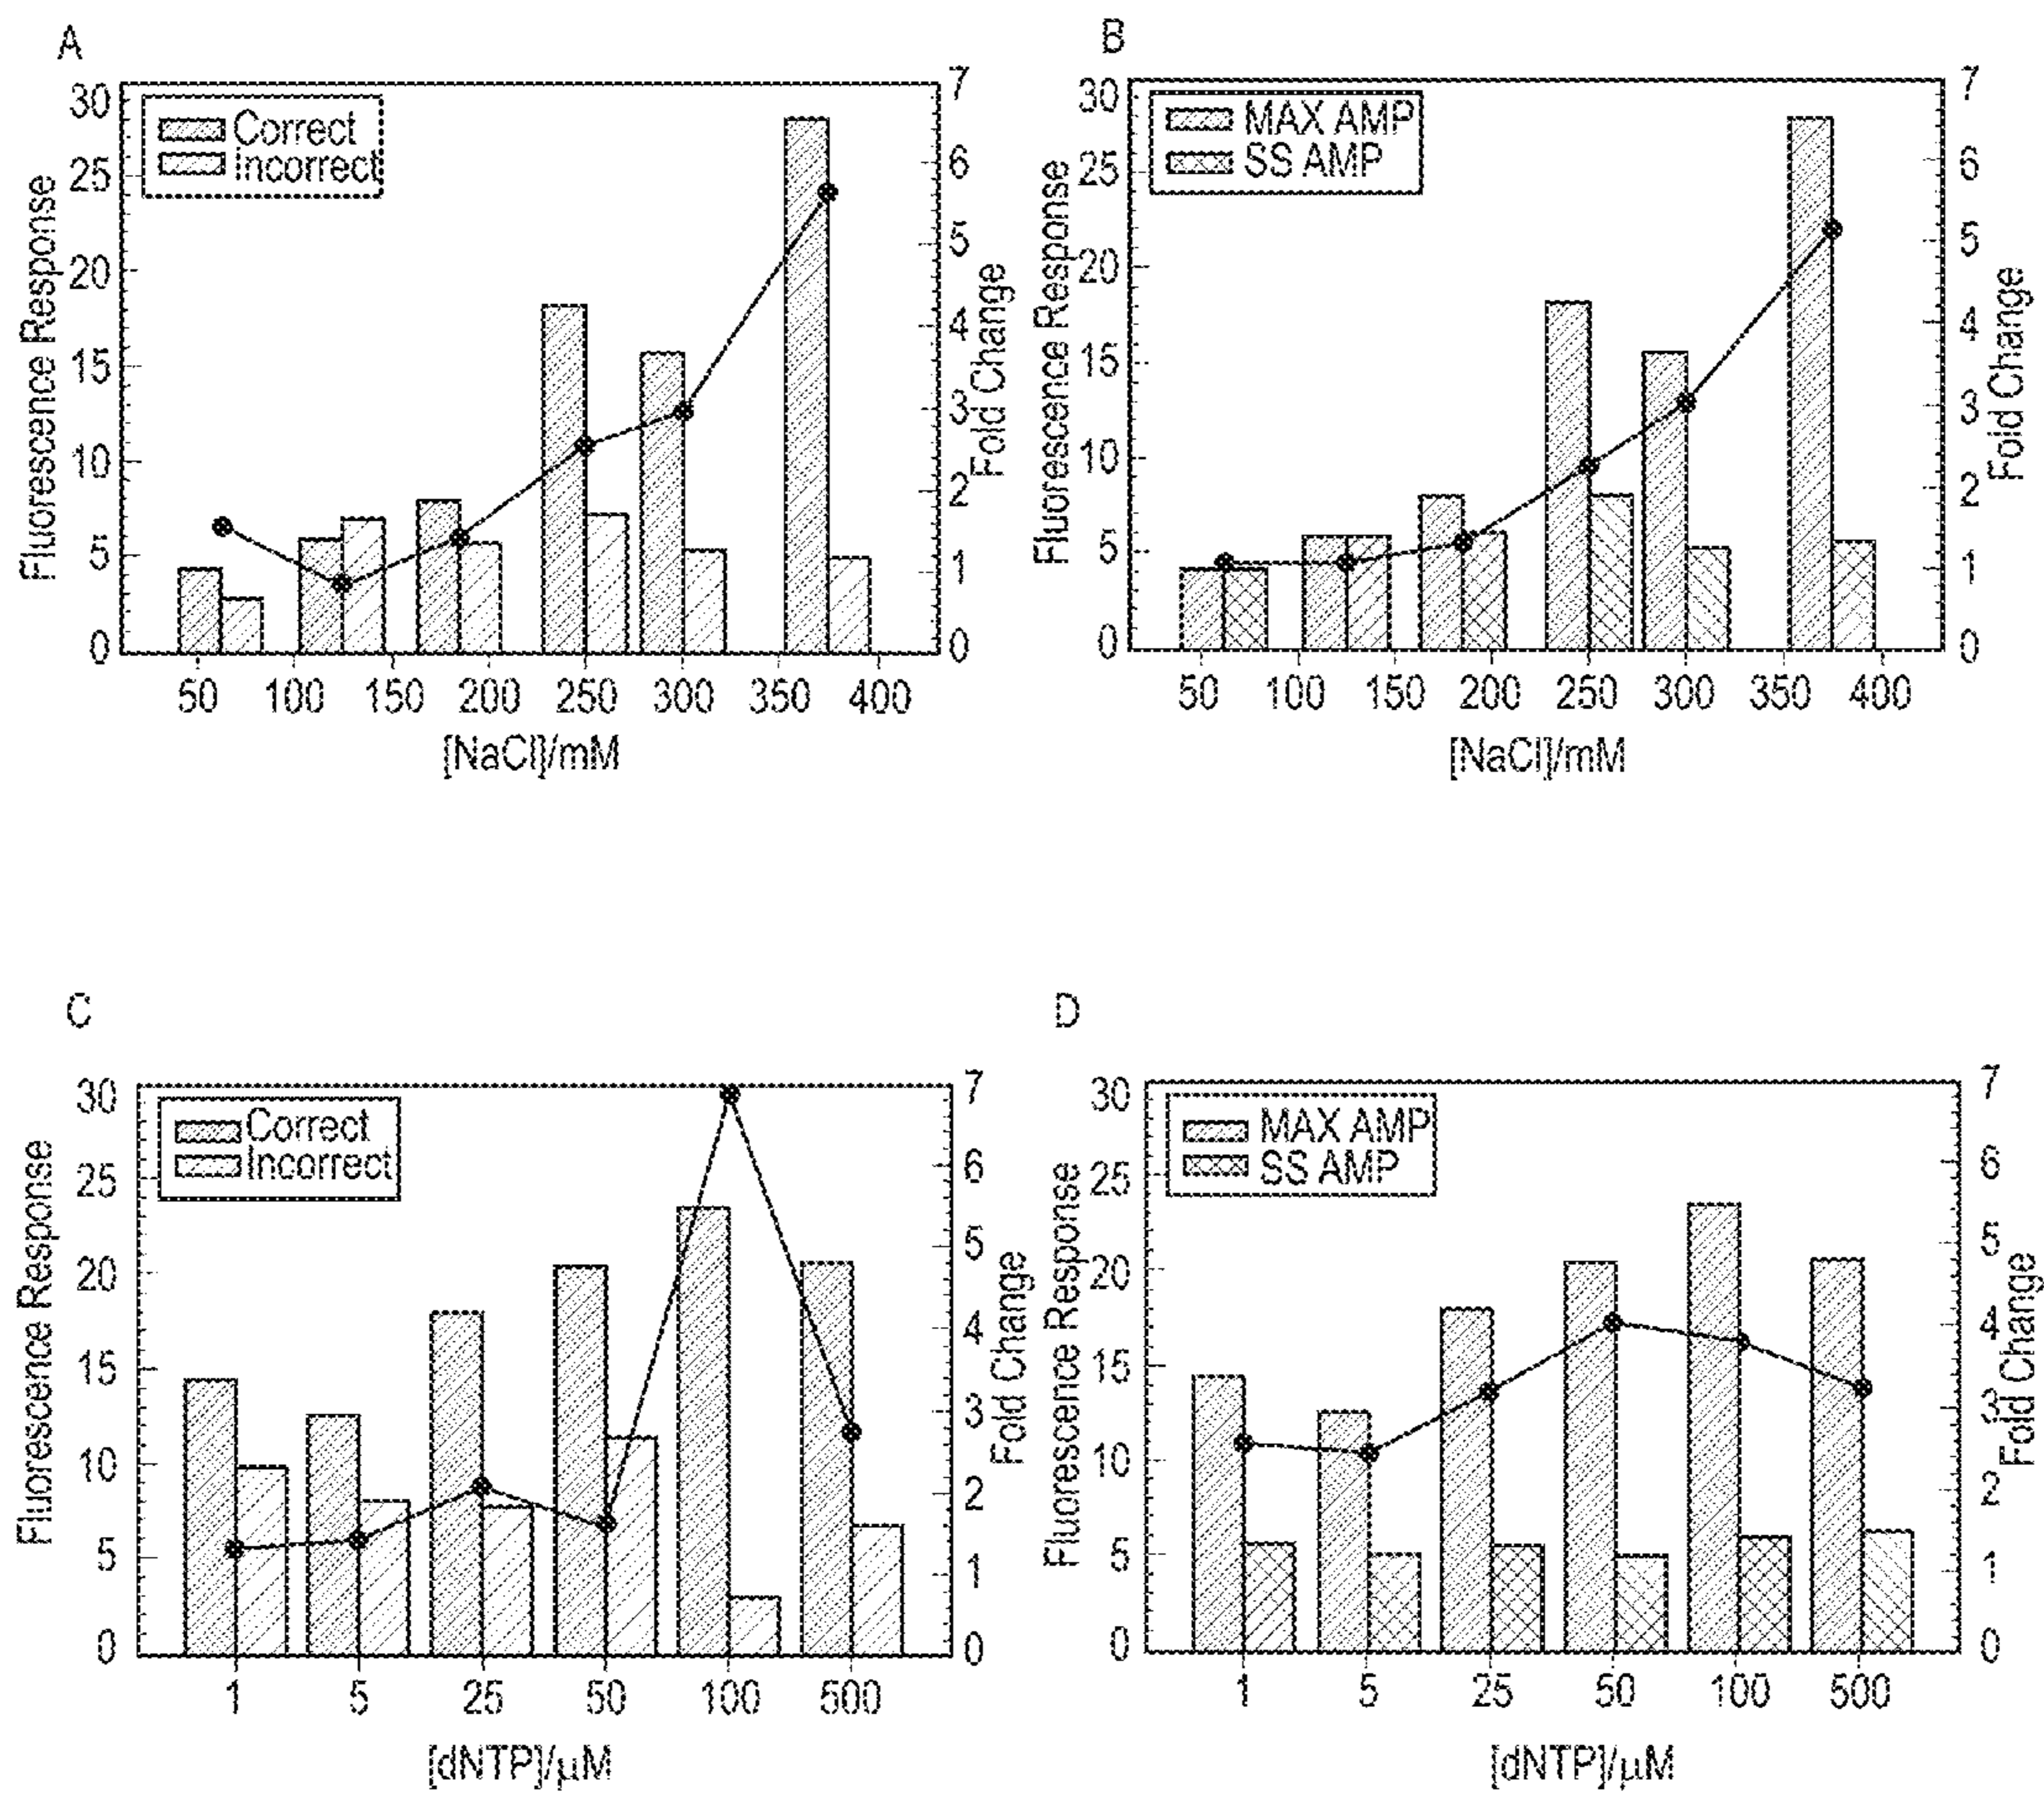 A
Correct
Incorrect
Fluorescence Response
30
25
20
15
10
5
0
7
6
5
4
3
2
1
0
Fold Change
50 100 150 200 250 300 350 400
[NaCl]/mM
B
MAX AMP
SS AMP
Fluorescence Response
30
25
20
15
10
5
0
7
6
5
4
3
2
1
0
Fold Change
50 100 150 200 250 300 350 400
[NaCl]/mM
C
Correct
Incorrect
Fluorescence Response
30
25
20
15
10
5
0
7
6
5
4
3
2
1
0
Fold Change
1 5 25 50 100 500
[dNTP]/μM
D
MAX AMP
SS AMP
Fluorescence Response
30
25
20
15
10
5
0
7
6
5
4
3
2
1
0
Fold Change
1 5 25 50 100 500
[dNTP]/μM